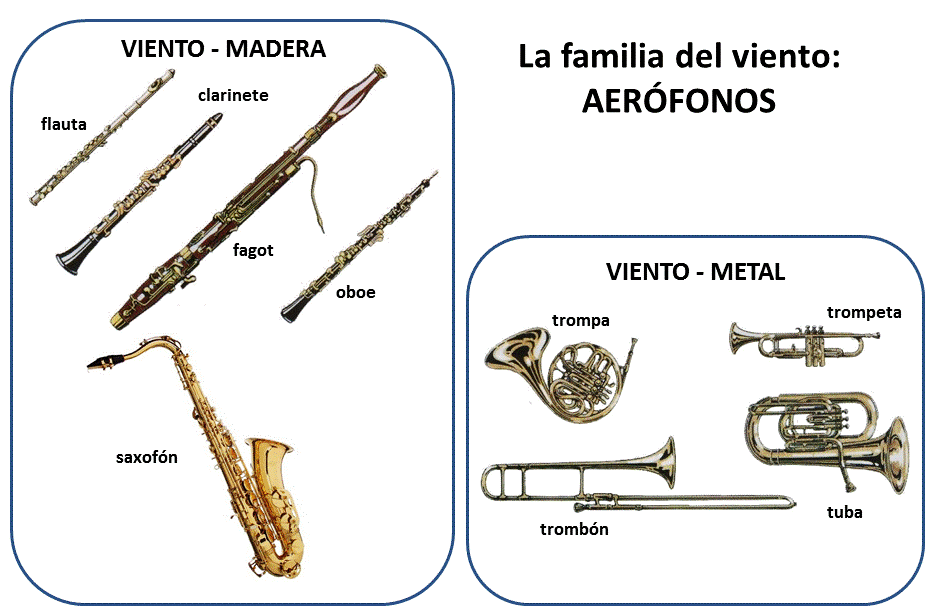 La familia del viento:
AERÓFONOS
VIENTO - MADERA
flauta
clarinete
fagot
oboe
saxofón
VIENTO - METAL
trompa
trompeta
trombón
tuba